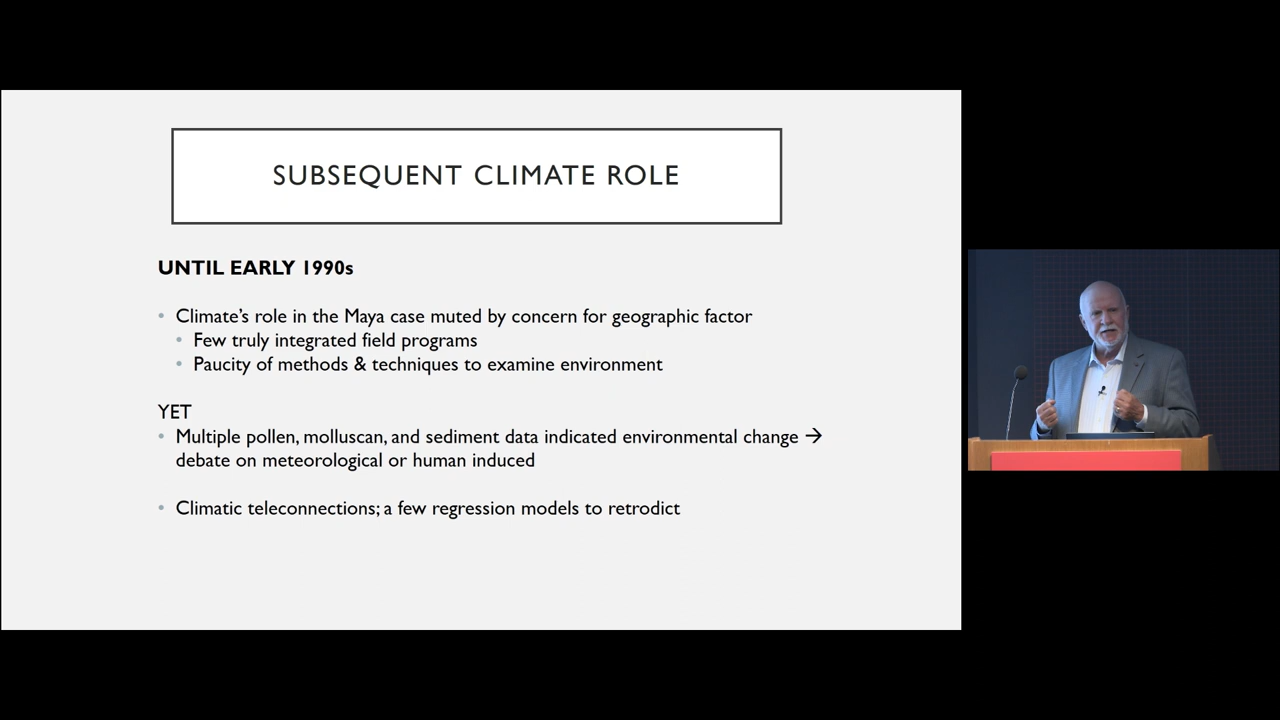 SUBSEQUENT CLIMATE ROLE
UNTIL EARLY 1990s
• Climate's role in the Maya case muted by concern for geographic factor
• Few truly integrated field programs
• Paucity of methods & techniques to examine environment
YET
• Multiple pollen, molluscan, and sediment data indicated environmental change →
debate on meteorological or human induced
• Climatic teleconnections; a few regression models to retrodict